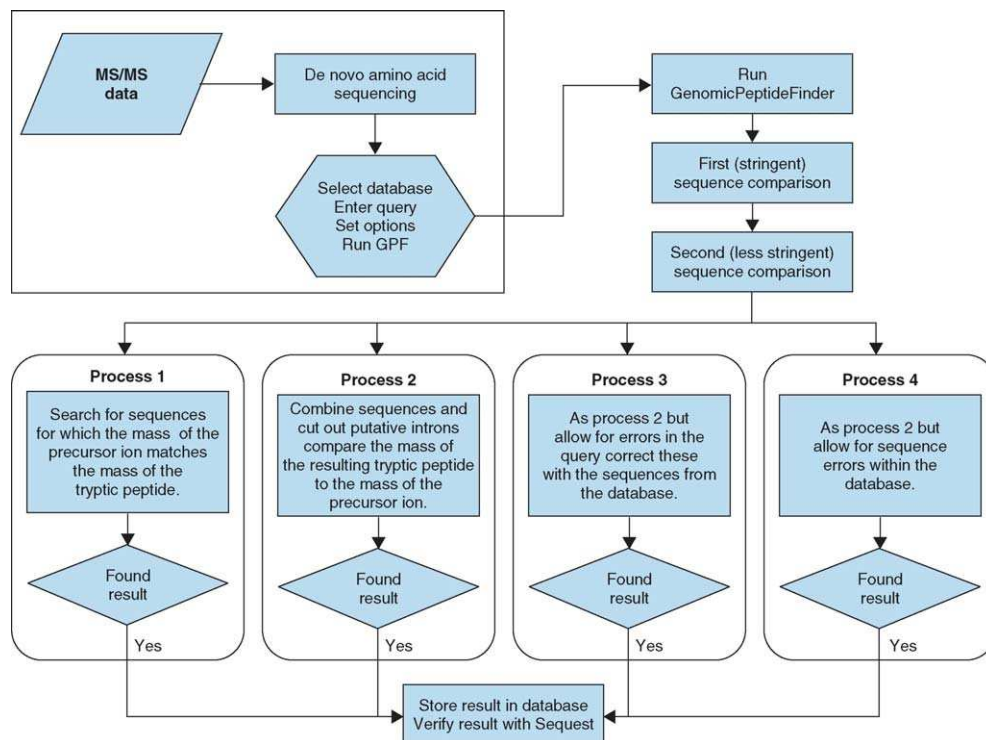 MS/MS
data
De novo amino acid
sequencing
Select database
Enter query
Set options
Run GPF
Run
GenomicPeptideFinder
First (stringent)
sequence comparison
Second (less stringent)
sequence comparison
Process 1
Search for sequences
for which the mass of the
precursor ion matches
the mass of the
tryptic peptide.
Found
result
Yes
Process 2
Combine sequences and
cut out putative introns
compare the mass of
the resulting tryptic peptide
to the mass of the
precursor ion.
Found
result
Yes
Process 3
As process 2 but
allow for errors in the
query correct these
with the sequences from
the database.
Found
result
Yes
Process 4
As process 2 but
allow for sequence
errors within the
database.
Found
result
Yes
Store result in database
Verify result with Sequest